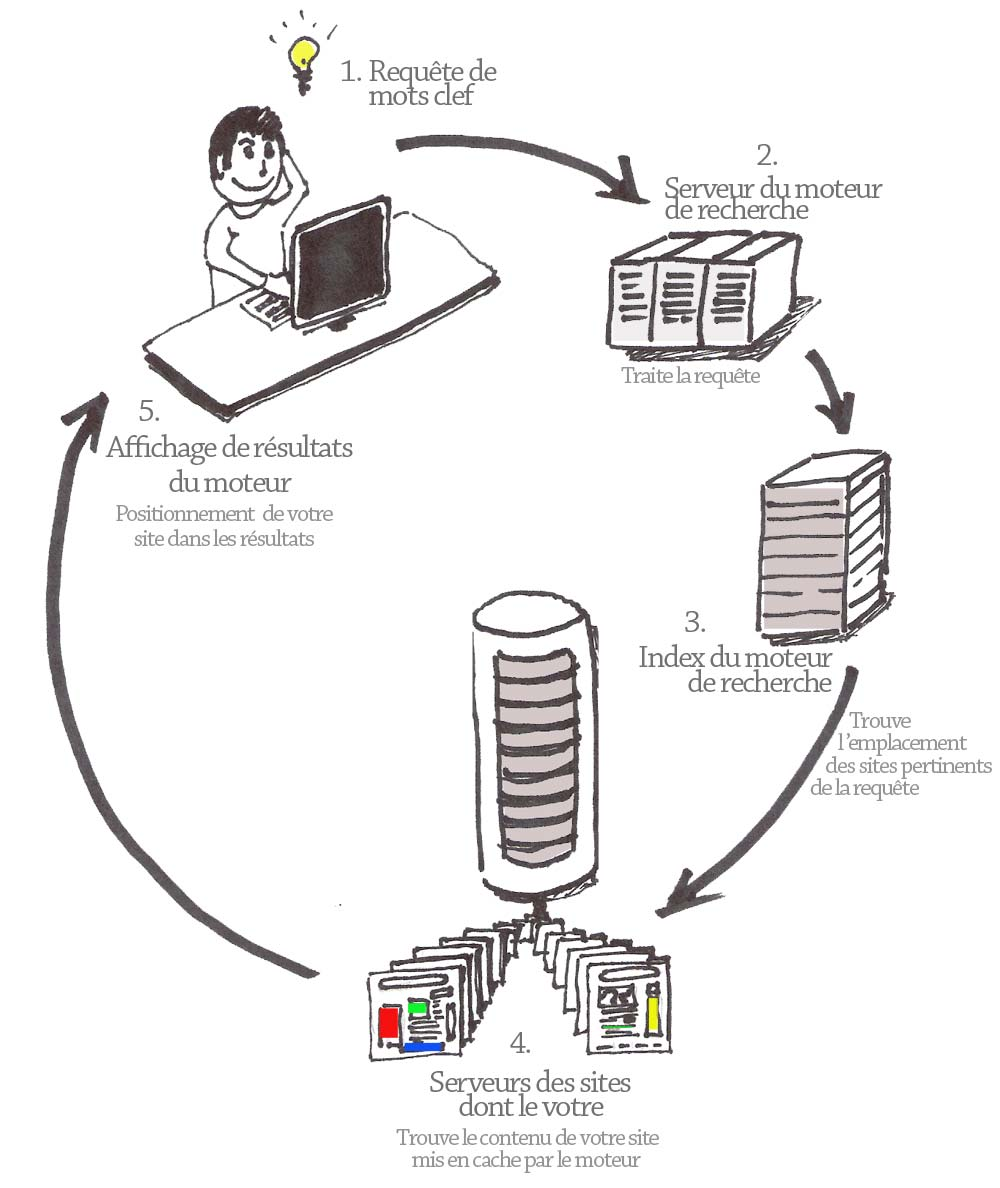 1. Requête de
mots clef
2.
Serveur du moteur
de recherche
Traite la requête
3.
Index du moteur
de recherche
Trouve
l'emplacement
des sites pertinents
de la requête
4.
Serveurs des sites
dont le votre
Trouve le contenu de votre site
mis en cache par le moteur
5.
Affichage de résultats
du moteur
Positionnement de votre
site dans les résultats